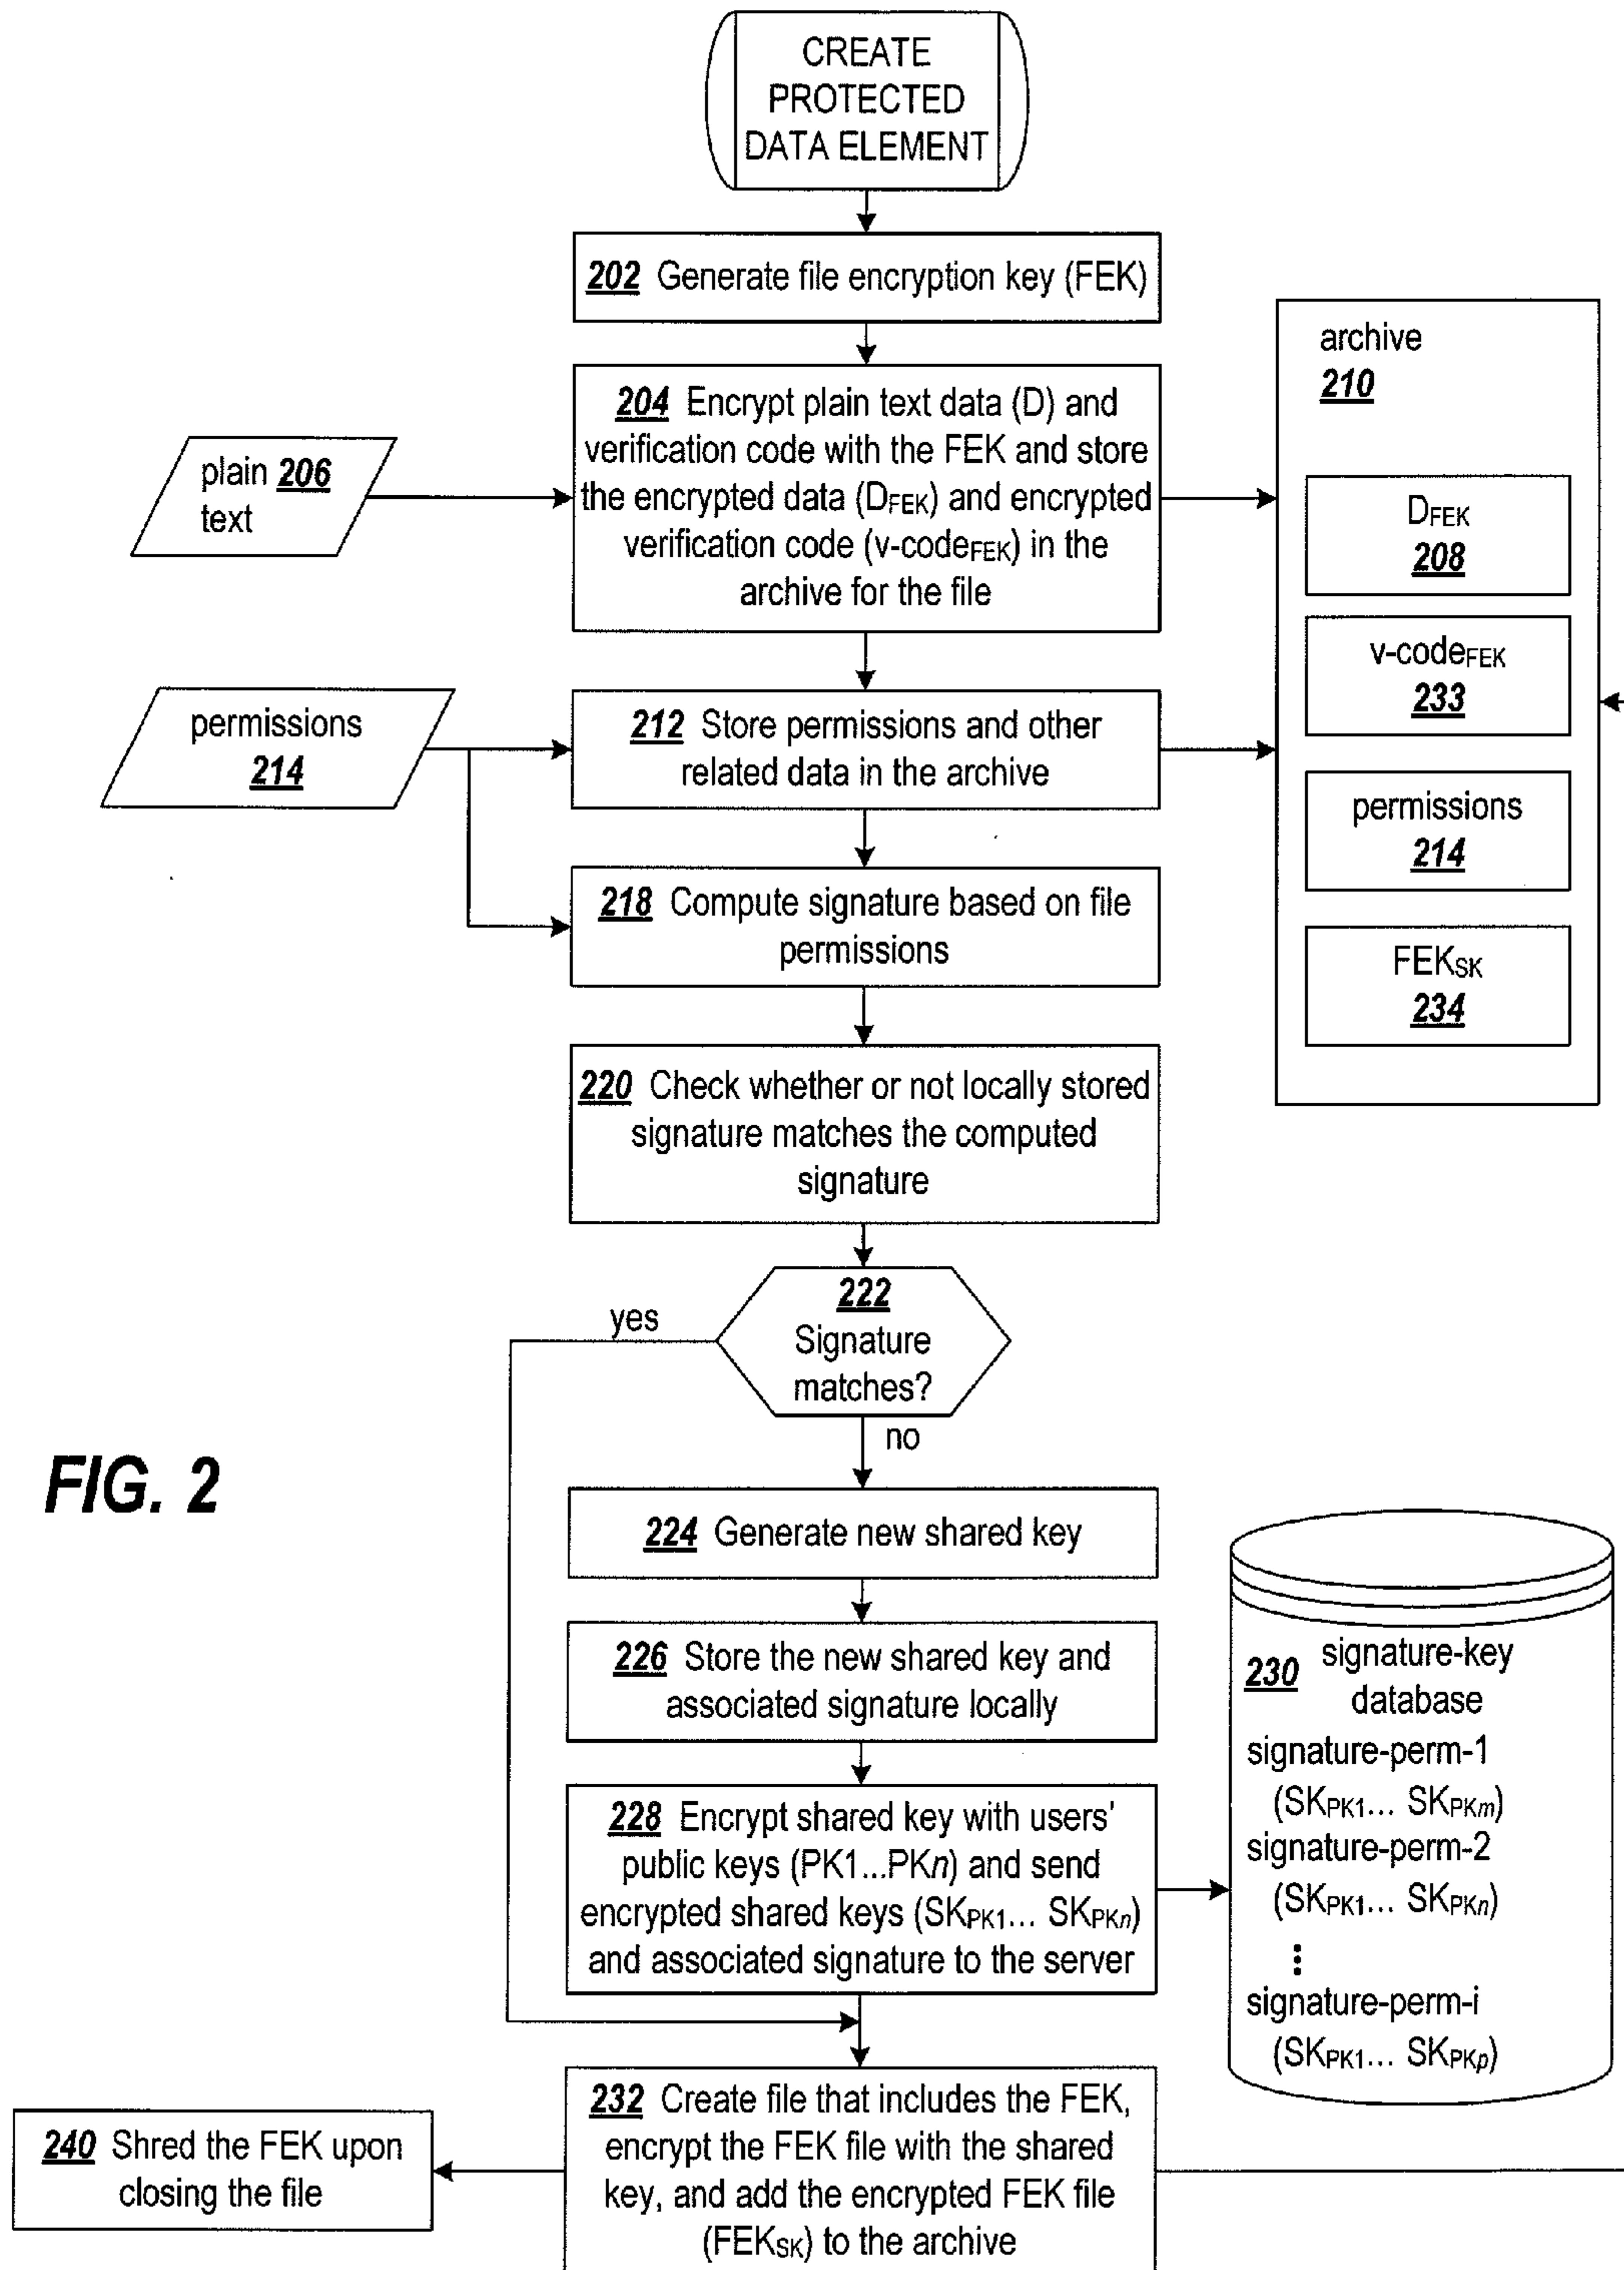 CREATE
PROTECTED
DATA ELEMENT
202 Generate file encryption key (FEK)
204 Encrypt plain text data (D) and
verification code with the FEK and store
the encrypted data (DFEK) and encrypted
verification code (v-codeFEK) in the
archive for the file
plain 206
text
archive
210
DFEK
208
v-codeFEK
233
permissions
214
FEKSK
234
permissions
214
212 Store permissions and other
related data in the archive
218 Compute signature based on file
permissions
220 Check whether or not locally stored
signature matches the computed
signature
222
Signature
matches?
yes
no
FIG. 2
224 Generate new shared key
226 Store the new shared key and
associated signature locally
228 Encrypt shared key with users'
public keys (PK1...PKn) and send
encrypted shared keys (SKPK1... SKPKn)
and associated signature to the server
230 signature-key
database
signature-perm-1
(SKPK1... SKPKm)
signature-perm-2
(SKPK1... SKPKn)
⋮
signature-perm-i
(SKPK1... SKPKp)
232 Create file that includes the FEK,
encrypt the FEK file with the shared
key, and add the encrypted FEK file
(FEKSK) to the archive
240 Shred the FEK upon
closing the file